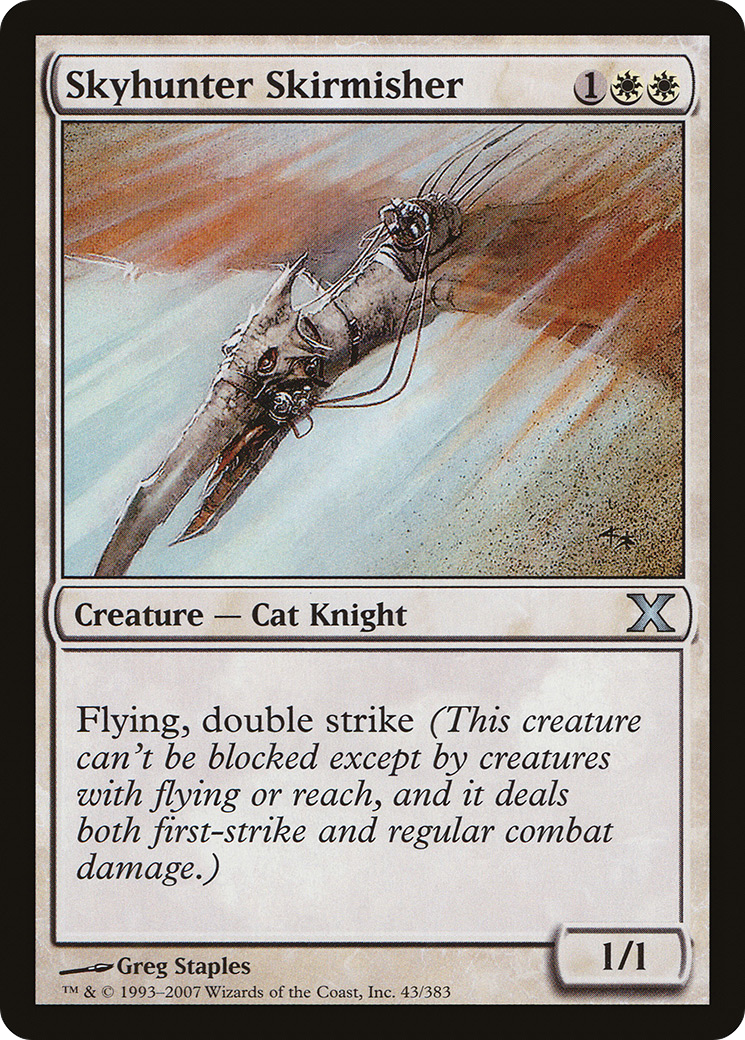 Skyhunter Skirmisher 1
Creature — Cat Knight X
Flying, double strike (This creature
can't be blocked except by creatures
with flying or reach, and it deals
both first-strike and regular combat
damage.)
1/1
Greg Staples
™ & © 1993–2007 Wizards of the Coast, Inc. 43/383